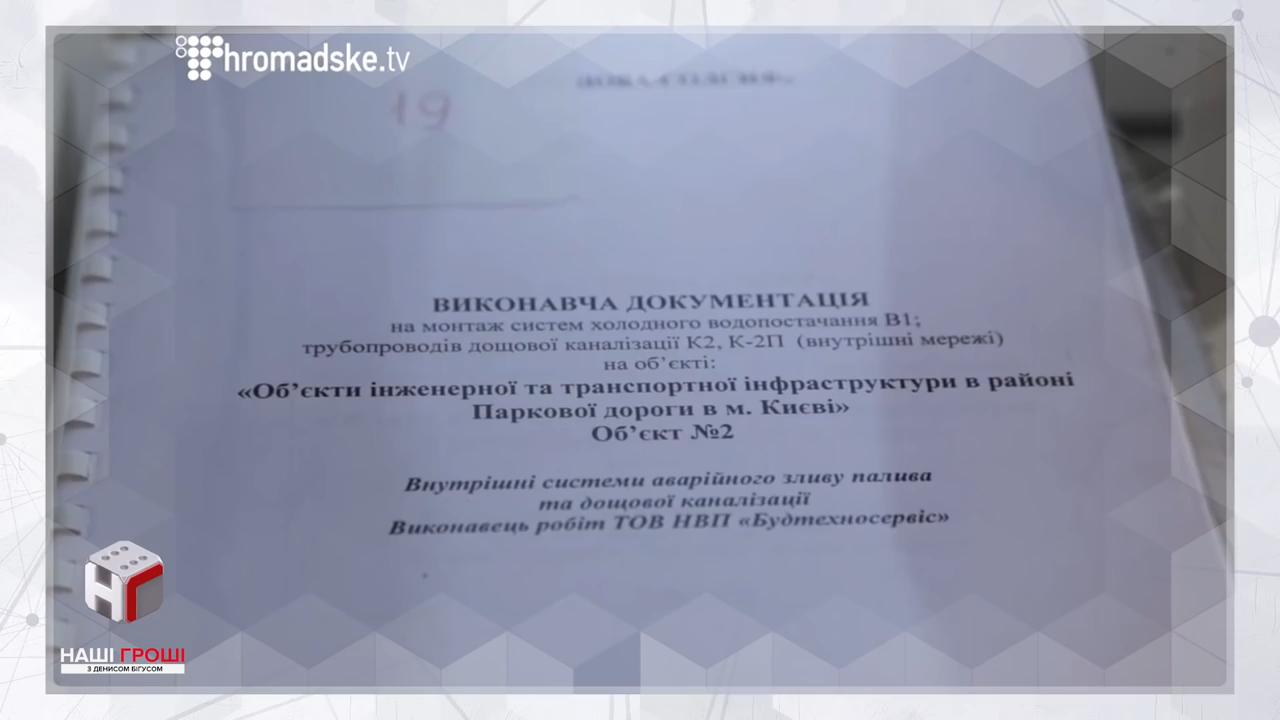 hromadske.tv
19
ВИКОНАВЧА ДОКУМЕНТАЦІЯ
на монтаж систем холодного водопостачання В1;
трубопроводів дощової каналізації К2, К-2П (внутрішні мережі)
на об’єкті:
«Об’єкти інженерної та транспортної інфраструктури в районі
Паркової дороги в м. Києві»
Об’єкт №2
Внутрішні системи аварійного зливу палива
та дощової каналізації
Виконавець робіт ТОВ НВП «Будтехносервіс»
НГ
НАШІ ГРОШІ
З ДЕНИСОМ БІГУСОМ